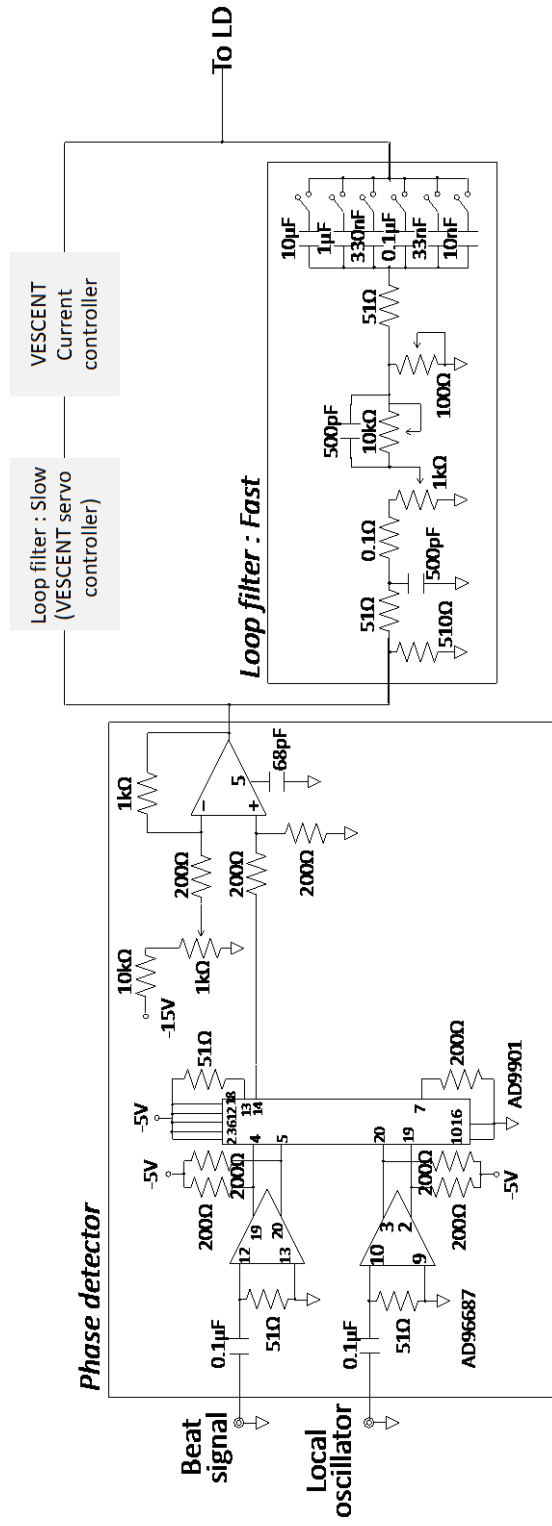 Phase detector
Beat
signal
Local
oscillator
0.1µF
51Ω
12
13
19
20
200Ω
200Ω
-5V
0.1µF
51Ω
10
9
3
2
AD96687
200Ω
200Ω
-5V
-5V
2 3 6 12 18
13
14
4
5
20
19
7
10 16
51Ω
200Ω
AD9901
-15V
10kΩ
1kΩ
200Ω
200Ω
200Ω
1kΩ
−
+
5
68pF
Loop filter : Slow
(VESCENT servo
controller)
VESCENT
Current
controller
To LD
Loop filter : Fast
510Ω
51Ω
500pF
0.1Ω
1kΩ
500pF
10kΩ
100Ω
51Ω
10µF
1µF
330nF
0.1µF
33nF
10nF